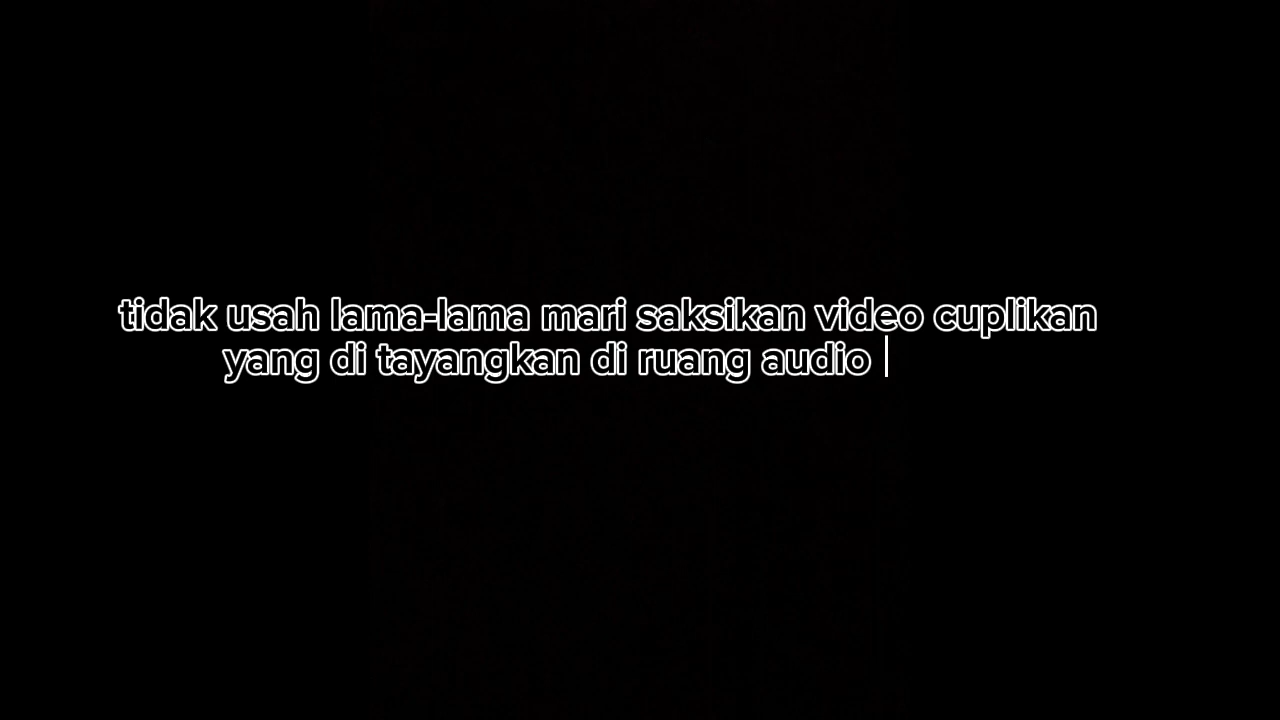 tidak usah lama-lama mari saksikan video cuplikan
yang di tayangkan di ruang audio